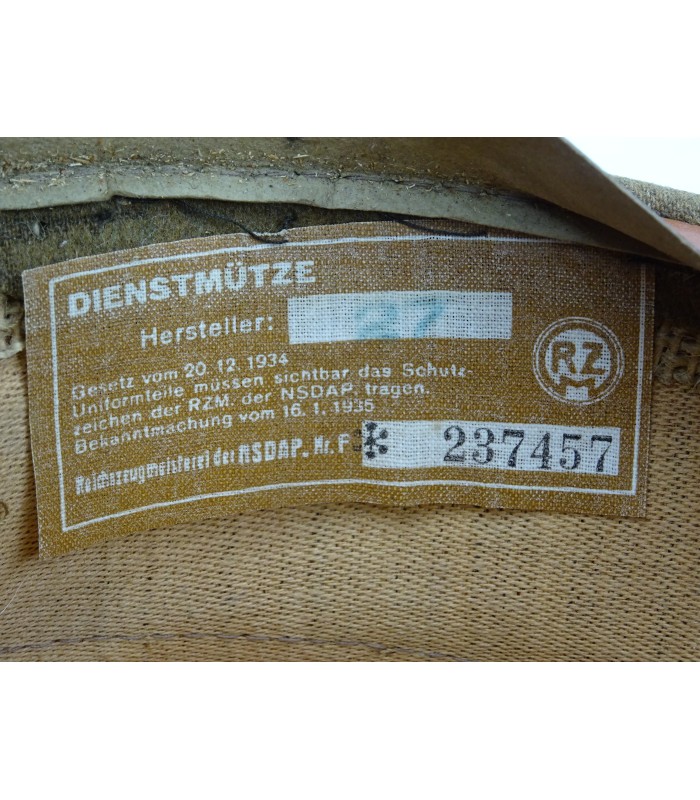 DIENSTMÜTZE
Hersteller: 27
Gesetz vom 20.12.1934
Uniformteile müssen sichtbar das Schutz-
zeichen der RZM. der NSDAP. tragen.
Bekanntmachung vom 16.1.1935
RZM
Reichszeugmeisterei der NSDAP. Nr. F * 237457